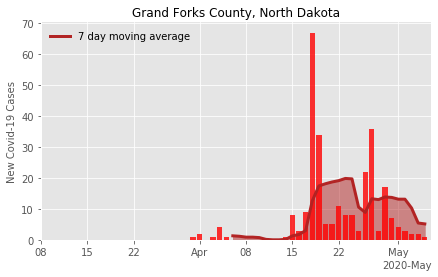 Grand Forks County, North Dakota
7 day moving average
New Covid-19 Cases
70
60
50
40
30
20
10
0
08 15 22 Apr 08 15 22 May
08
2020-May